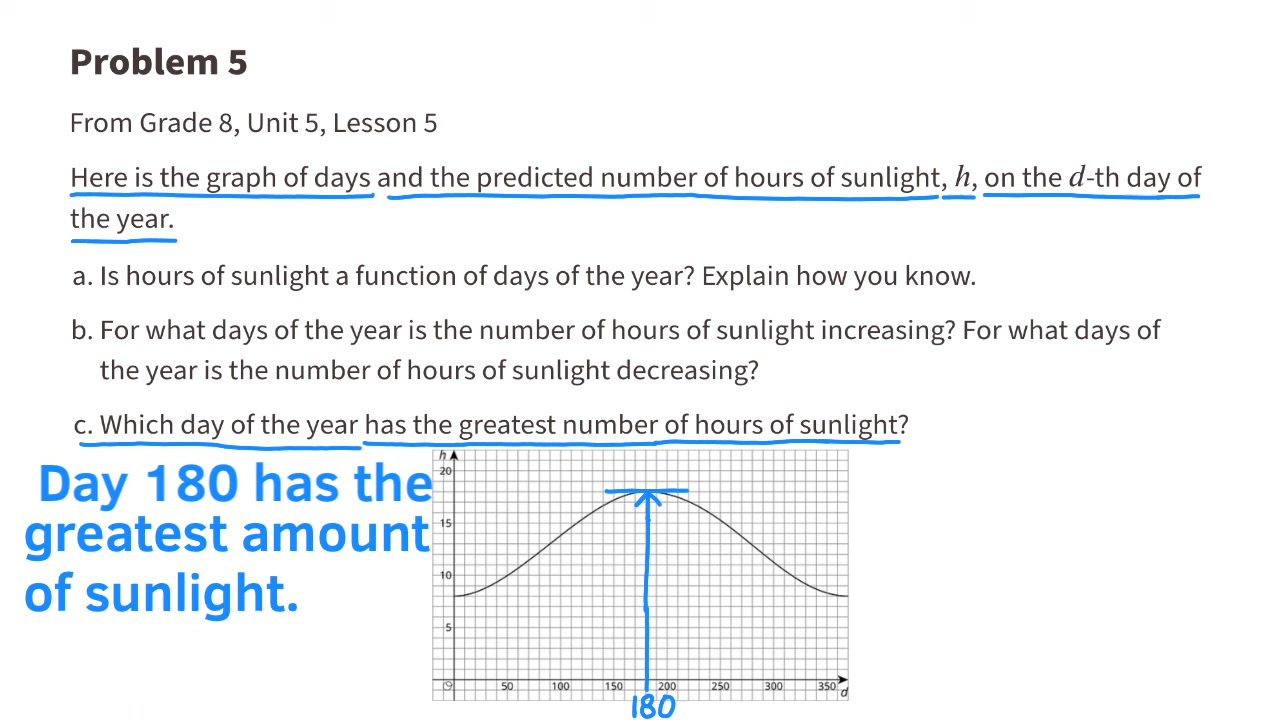 Problem 5
From Grade 8, Unit 5, Lesson 5
Here is the graph of days and the predicted number of hours of sunlight, h, on the d-th day of
the year.
a. Is hours of sunlight a function of days of the year? Explain how you know.
b. For what days of the year is the number of hours of sunlight increasing? For what days of
the year is the number of hours of sunlight decreasing?
c. Which day of the year has the greatest number of hours of sunlight?
Day 180 has the
greatest amount
of sunlight.
h
20
15
10
5
O 50 100 150 200 250 300 350 d
180